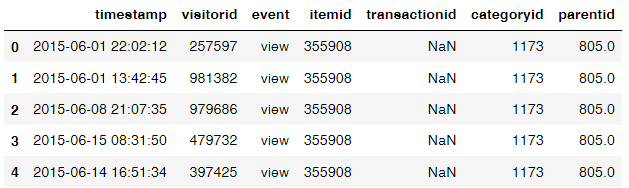 timestamp visitorid event itemid transactionid categoryid parentid
0 2015-06-01 22:02:12 257597 view 355908 NaN 1173 805.0
1 2015-06-01 13:42:45 981382 view 355908 NaN 1173 805.0
2 2015-06-08 21:07:35 979686 view 355908 NaN 1173 805.0
3 2015-06-15 08:31:50 479732 view 355908 NaN 1173 805.0
4 2015-06-14 16:51:34 397425 view 355908 NaN 1173 805.0